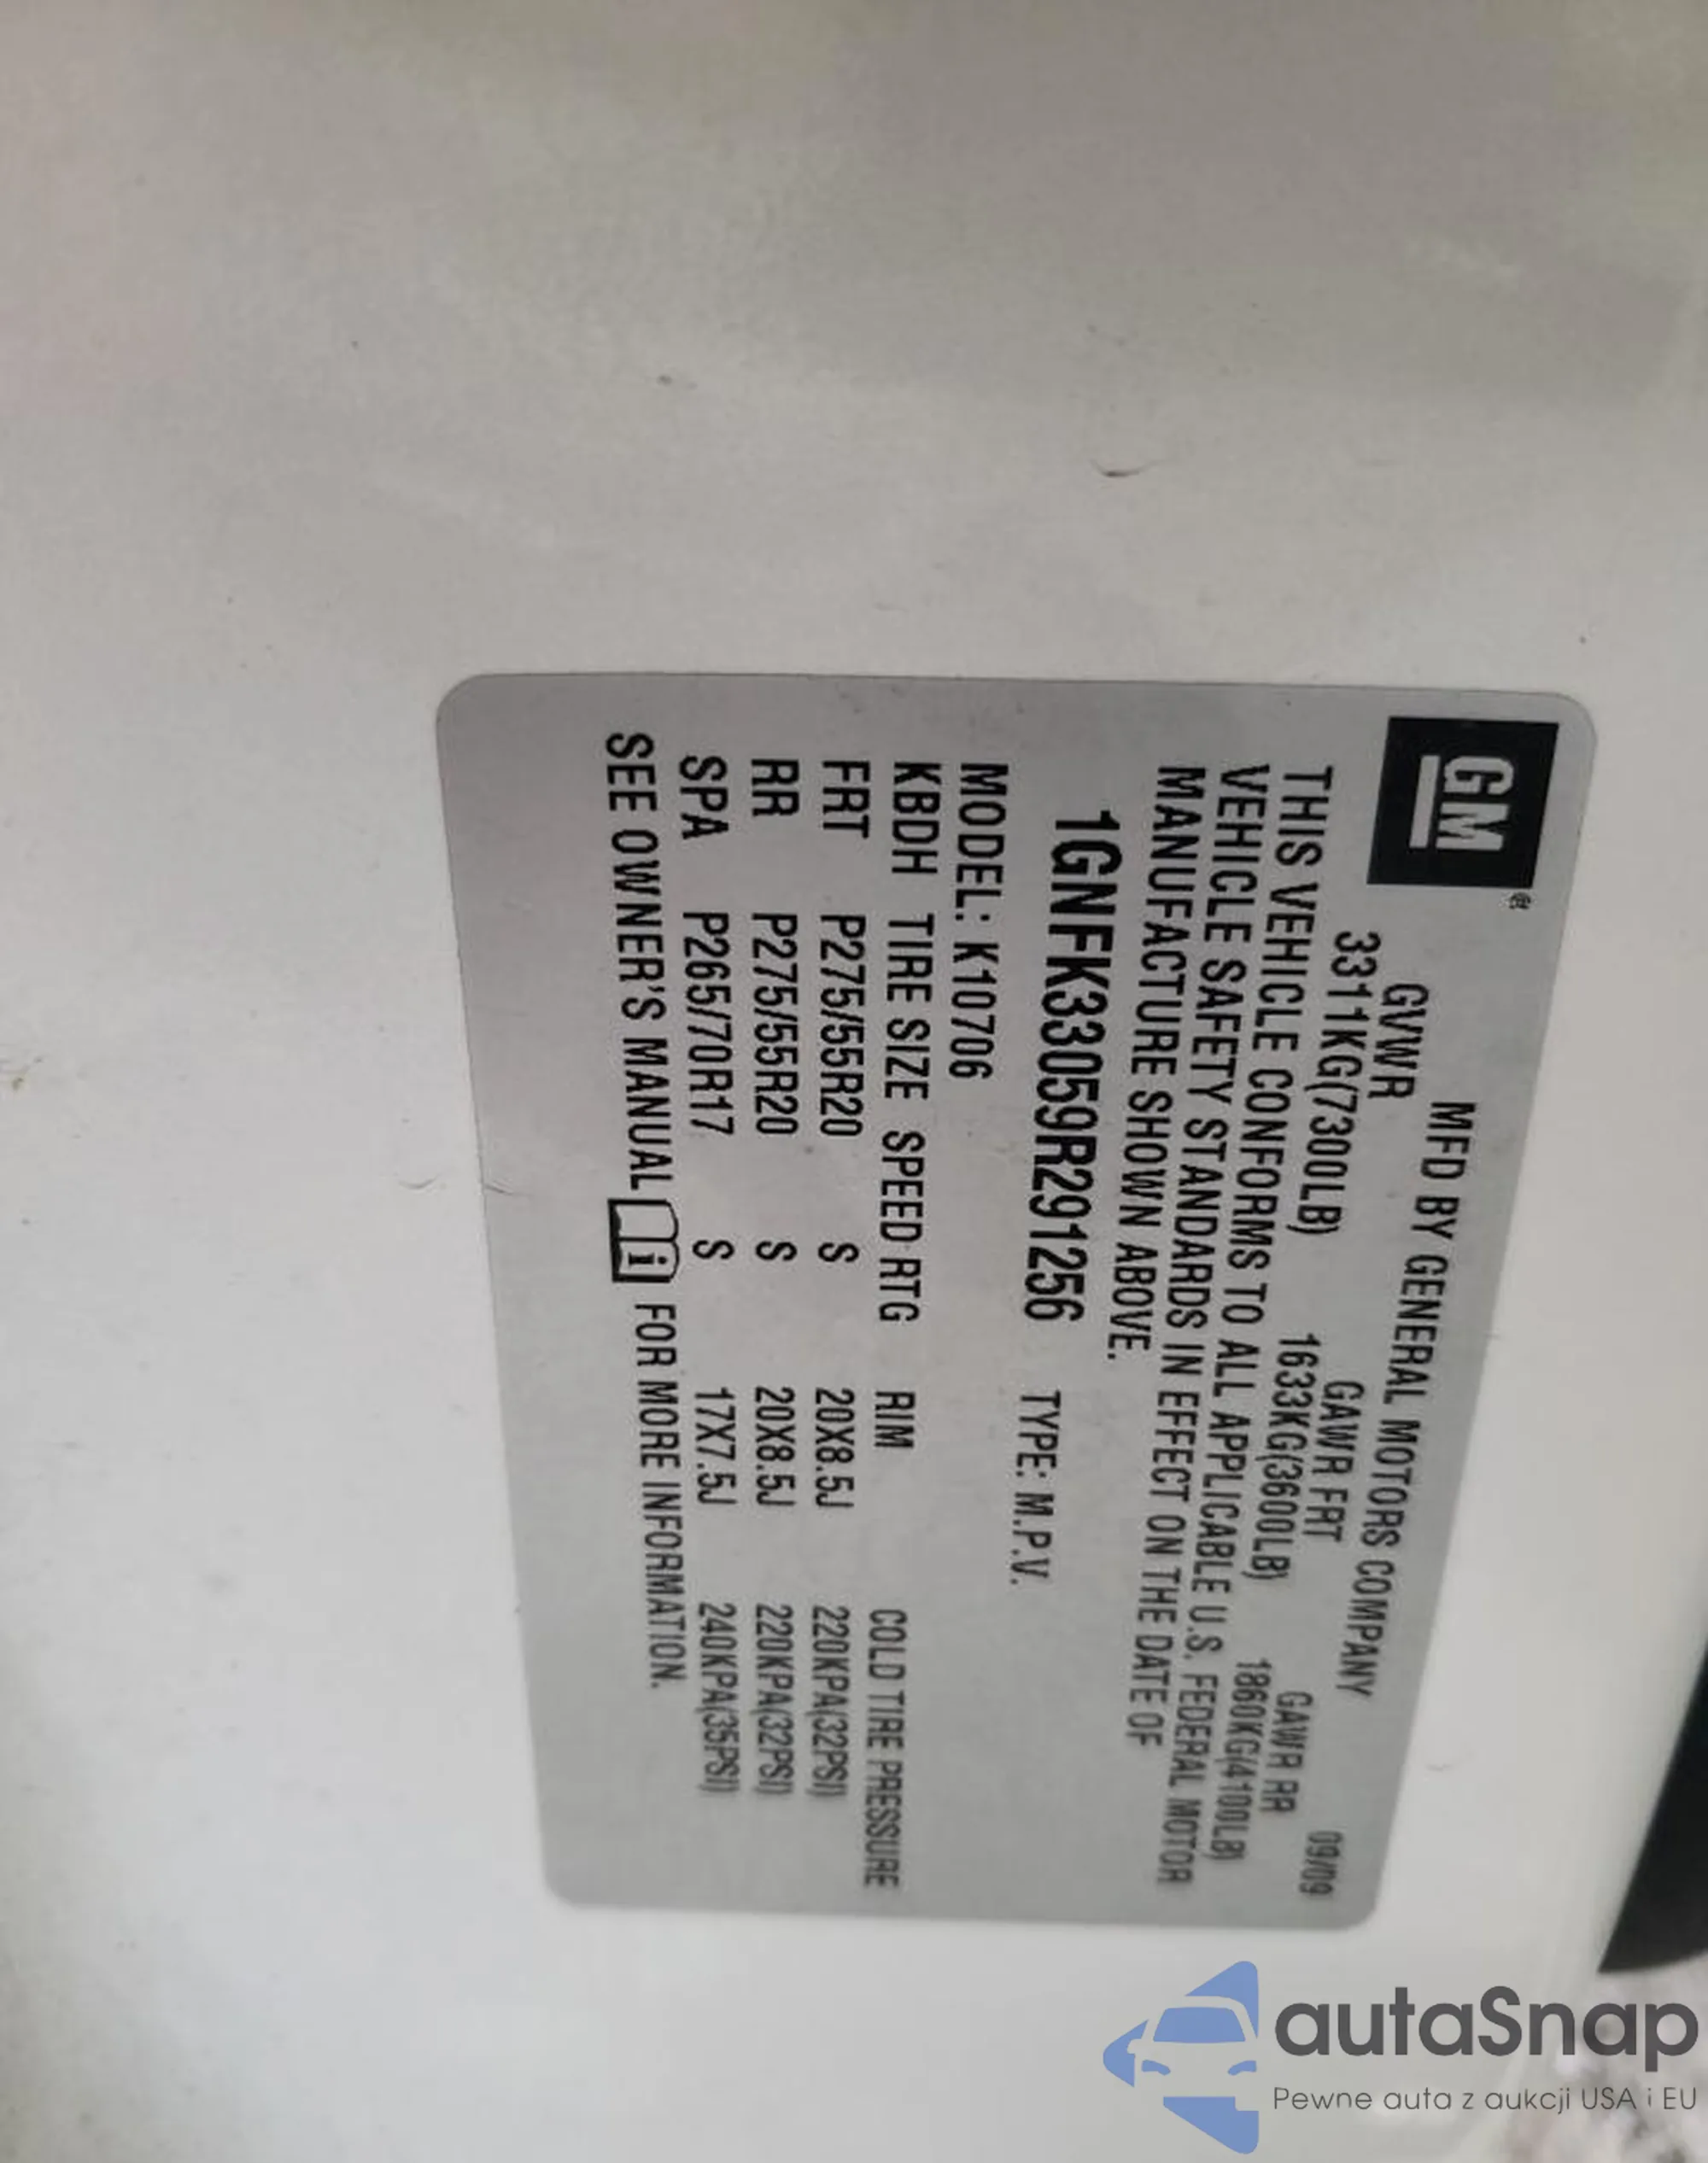 GM
MFD BY GENERAL MOTORS COMPANY 09/09
GVWR GAWR FRT GAWR RR
3311KG(7300LB) 1633KG(3600LB) 1860KG(4100LB)
THIS VEHICLE CONFORMS TO ALL APPLICABLE U.S. FEDERAL MOTOR
VEHICLE SAFETY STANDARDS IN EFFECT ON THE DATE OF
MANUFACTURE SHOWN ABOVE.
1GNFK33059R291256 TYPE: M.P.V.
MODEL: K10706
KBDH TIRE SIZE SPEED RTG RIM COLD TIRE PRESSURE
FRT P275/55R20 S 20X8.5J 220KPA(32PSI)
RR P275/55R20 S 20X8.5J 220KPA(32PSI)
SPA P265/70R17 S 17X7.5J 240KPA(35PSI)
SEE OWNER'S MANUAL i FOR MORE INFORMATION.
autaSnap
Pewne auta z aukcji USA i EU